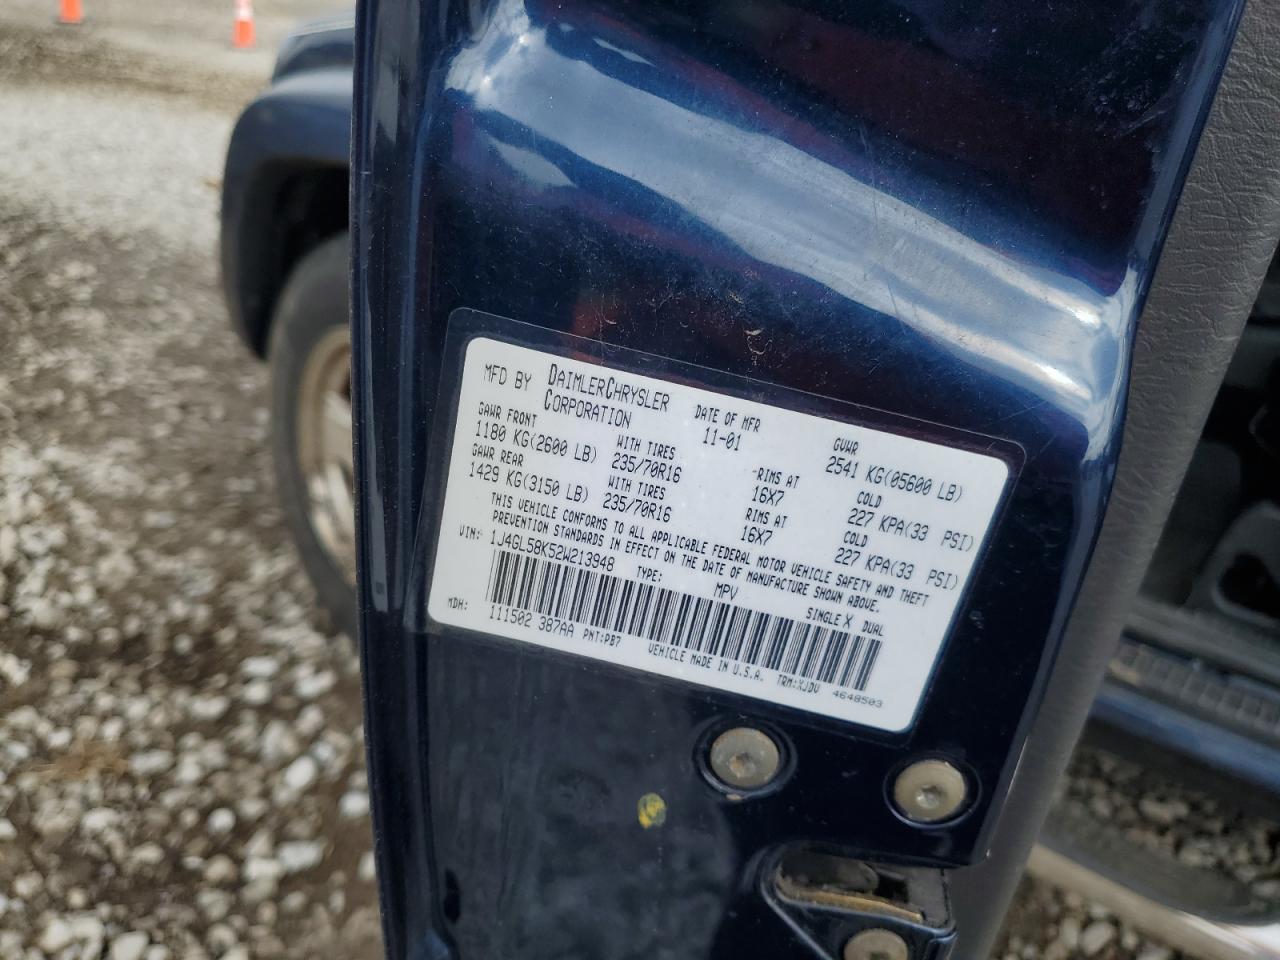 MFD BY DAIMLERCHRYSLER CORPORATION
DATE OF MFR 11-01
GVWR 2541 KG(05600 LB)
GAWR FRONT 1180 KG(2600 LB)
WITH TIRES 235/70R16
RIMS AT 16X7
COLD 227 KPA(33 PSI)
GAWR REAR 1429 KG(3150 LB)
WITH TIRES 235/70R16
RIMS AT 16X7
COLD 227 KPA(33 PSI)
THIS VEHICLE CONFORMS TO ALL APPLICABLE FEDERAL MOTOR VEHICLE SAFETY AND THEFT
PREVENTION STANDARDS IN EFFECT ON THE DATE OF MANUFACTURE SHOWN ABOVE.
VIN: 1J4GL58K52W213948 TYPE: MPV SINGLE X DUAL
MDH: 111502 387AA PNT:PB7 VEHICLE MADE IN U.S.A. TRM:XJDV 4648503